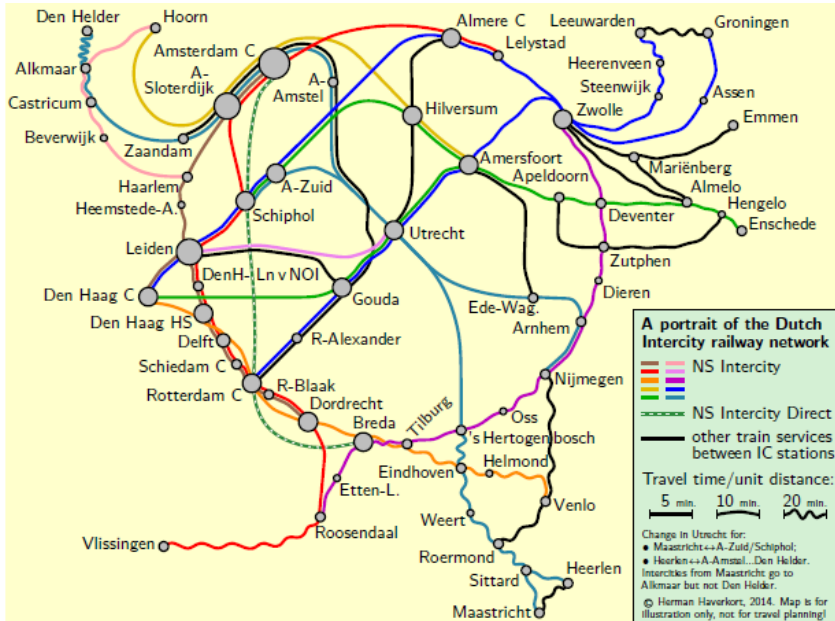 Den Helder
Hoorn
Almere C
Leeuwarden
Groningen
Alkmaar
Amsterdam C
A-
Sloterdijk
A-
Amstel
Lelystad
Heerenveen
Steenwijk
Assen
Castricum
Hilversum
Zwolle
Emmen
Beverwijk
Zaandam
Amersfoort
Mariënberg
Haarlem
A-Zuid
Apeldoorn
Almelo
Heemstede-A.
Schiphol
Deventer
Hengelo
Enschede
Leiden
Utrecht
Zutphen
DenH- Ln v NOI
Den Haag C
Gouda
Dieren
Den Haag HS
Ede-Wag.
Arnhem
Delft
R-Alexander
Schiedam C
Rotterdam C
R-Blaak
Nijmegen
Dordrecht
Breda
Tilburg
Oss
's Hertogenbosch
Eindhoven
Helmond
Etten-L.
Venlo
Weert
Roosendaal
Vlissingen
Roermond
Sittard
Heerlen
Maastricht
A portrait of the Dutch
Intercity railway network
NS Intercity
NS Intercity Direct
other train services
between IC stations
Travel time/unit distance:
5 min. 10 min. 20 min.
Change in Utrecht for:
• Maastricht↔A-Zuid/Schiphol;
• Heerlen↔A-Amstel...Den Helder.
Intercities from Maastricht go to
Alkmaar but not Den Helder.
© Herman Haverkort, 2014. Map is for
illustration only, not for travel planning!